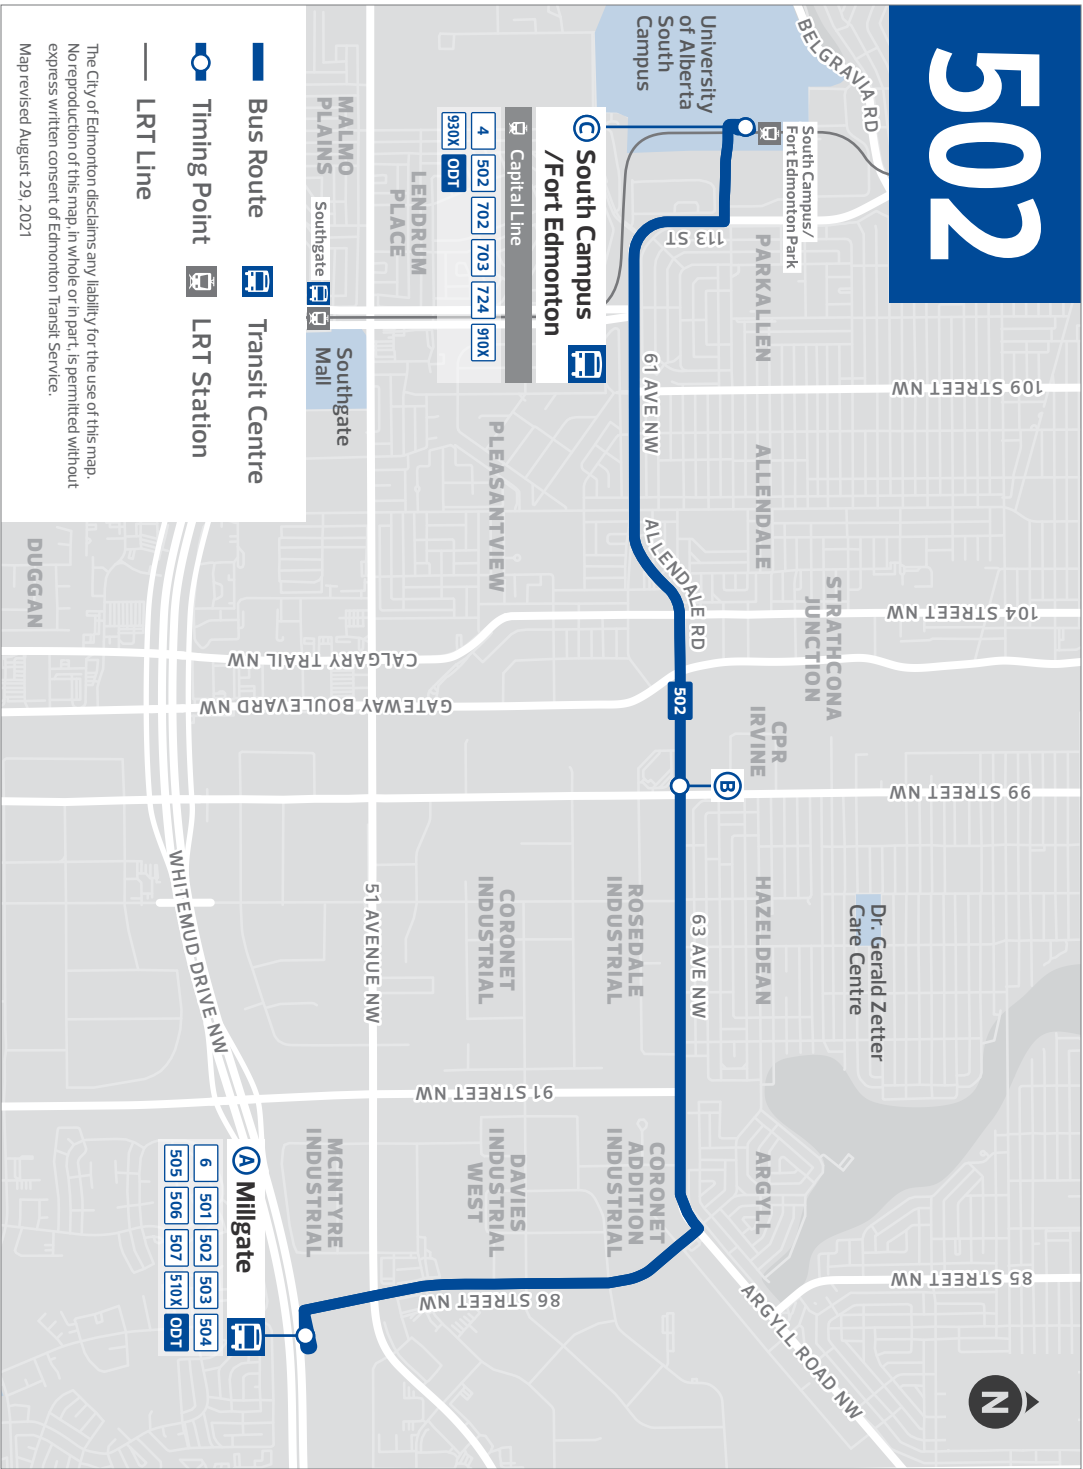 502
BELGRAVIA RD
University
of Alberta
South
Campus
South Campus/
Fort Edmonton Park
113 ST
PARKALLEN
109 STREET NW
61 AVE NW
ALLENDALE
ALLENDALE RD
STRATHCONA
JUNCTION
104 STREET NW
502
CPR
IRVINE
B
99 STREET NW
HAZELDEAN
Dr. Gerald Zetter
Care Centre
63 AVE NW
ROSEDALE
INDUSTRIAL
CORONET
INDUSTRIAL
91 STREET NW
ARGYLL
CORONET
ADDITION
INDUSTRIAL
DAVIES
INDUSTRIAL
WEST
85 STREET NW
ARGYLL ROAD NW
86 STREET NW
N
C South Campus
/Fort Edmonton
Capital Line
4 502 702 703 724 910X
930X ODT
LENDRUM
PLACE
MALMO
PLAINS
PLEASANTVIEW
Southgate
Southgate
Mall
CALGARY TRAIL NW
GATEWAY BOULEVARD NW
51 AVENUE NW
WHITEMUD DRIVE NW
DUGGAN
MCINTYRE
INDUSTRIAL
A Millgate
6 501 502 503 504
505 506 507 510X ODT
Bus Route
Transit Centre
Timing Point
LRT Station
LRT Line
The City of Edmonton disclaims any liability for the use of this map.
No reproduction of this map, in whole or in part, is permitted without
express written consent of Edmonton Transit Service.
Map revised August 29, 2021